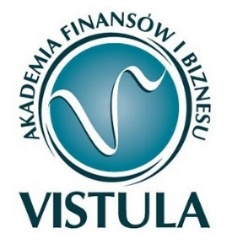 AKADEMIA FINANSÓW I BIZNESU
VISTULA